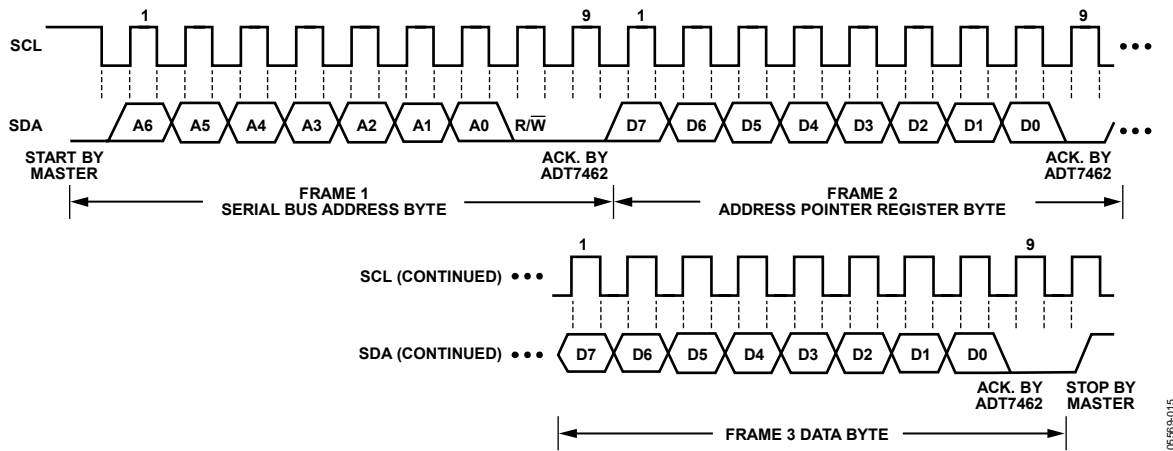 1 9 1 9
SCL
SDA A6 A5 A4 A3 A2 A1 A0 R/W̅ D7 D6 D5 D4 D3 D2 D1 D0
START BY MASTER
ACK. BY ADT7462
ACK. BY ADT7462
FRAME 1
SERIAL BUS ADDRESS BYTE
FRAME 2
ADDRESS POINTER REGISTER BYTE
1 9
SCL (CONTINUED)
SDA (CONTINUED) D7 D6 D5 D4 D3 D2 D1 D0
ACK. BY ADT7462
STOP BY MASTER
FRAME 3 DATA BYTE
05569-015